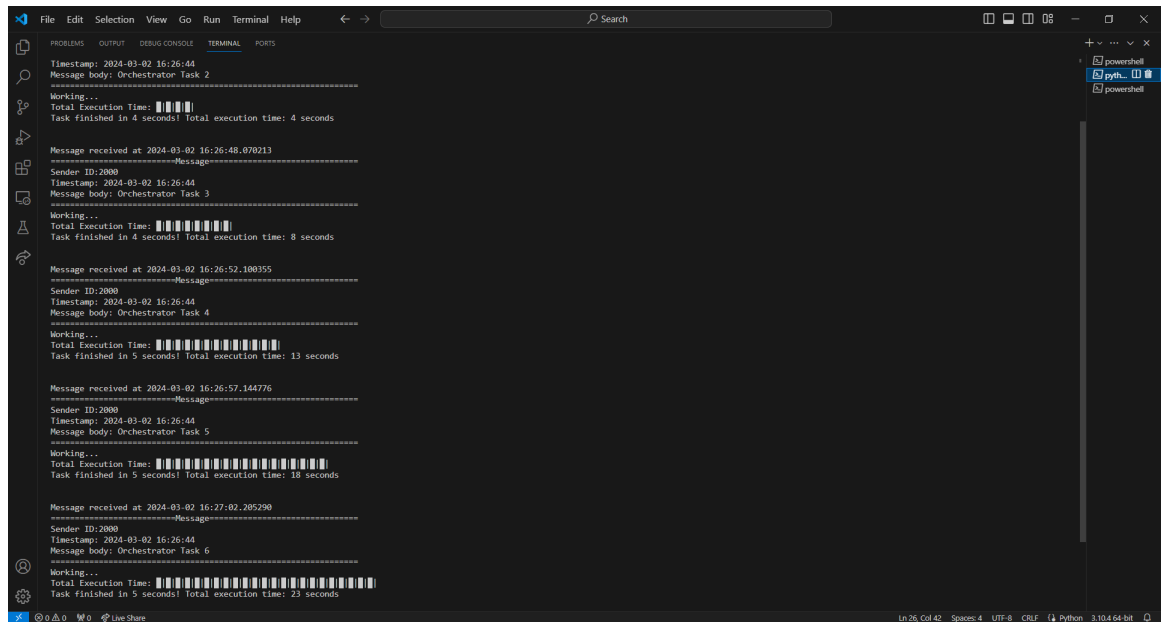 File Edit Selection View Go Run Terminal Help
Search
PROBLEMS OUTPUT DEBUG CONSOLE TERMINAL PORTS
Timestamp: 2024-03-02 16:26:44
Message body: Orchestrator Task 2
================================================================
Working...
Total Execution Time: █|█|█|█|
Task finished in 4 seconds! Total execution time: 4 seconds
Message received at 2024-03-02 16:26:48.070213
==========================Message===============================
Sender ID:2000
Timestamp: 2024-03-02 16:26:44
Message body: Orchestrator Task 3
================================================================
Working...
Total Execution Time: █|█|█|█|█|█|█|█|
Task finished in 4 seconds! Total execution time: 8 seconds
Message received at 2024-03-02 16:26:52.100355
==========================Message===============================
Sender ID:2000
Timestamp: 2024-03-02 16:26:44
Message body: Orchestrator Task 4
================================================================
Working...
Total Execution Time: █|█|█|█|█|█|█|█|█|█|█|█|█|
Task finished in 5 seconds! Total execution time: 13 seconds
Message received at 2024-03-02 16:26:57.144776
==========================Message===============================
Sender ID:2000
Timestamp: 2024-03-02 16:26:44
Message body: Orchestrator Task 5
================================================================
Working...
Total Execution Time: █|█|█|█|█|█|█|█|█|█|█|█|█|█|█|█|█|█|
Task finished in 5 seconds! Total execution time: 18 seconds
Message received at 2024-03-02 16:27:02.205290
==========================Message===============================
Sender ID:2000
Timestamp: 2024-03-02 16:26:44
Message body: Orchestrator Task 6
================================================================
Working...
Total Execution Time: █|█|█|█|█|█|█|█|█|█|█|█|█|█|█|█|█|█|█|█|█|█|█|
Task finished in 5 seconds! Total execution time: 23 seconds
powershell
pyth...
powershell
0 0 0 Live Share
Ln 26, Col 42 Spaces: 4 UTF-8 CRLF Python 3.10.4 64-bit